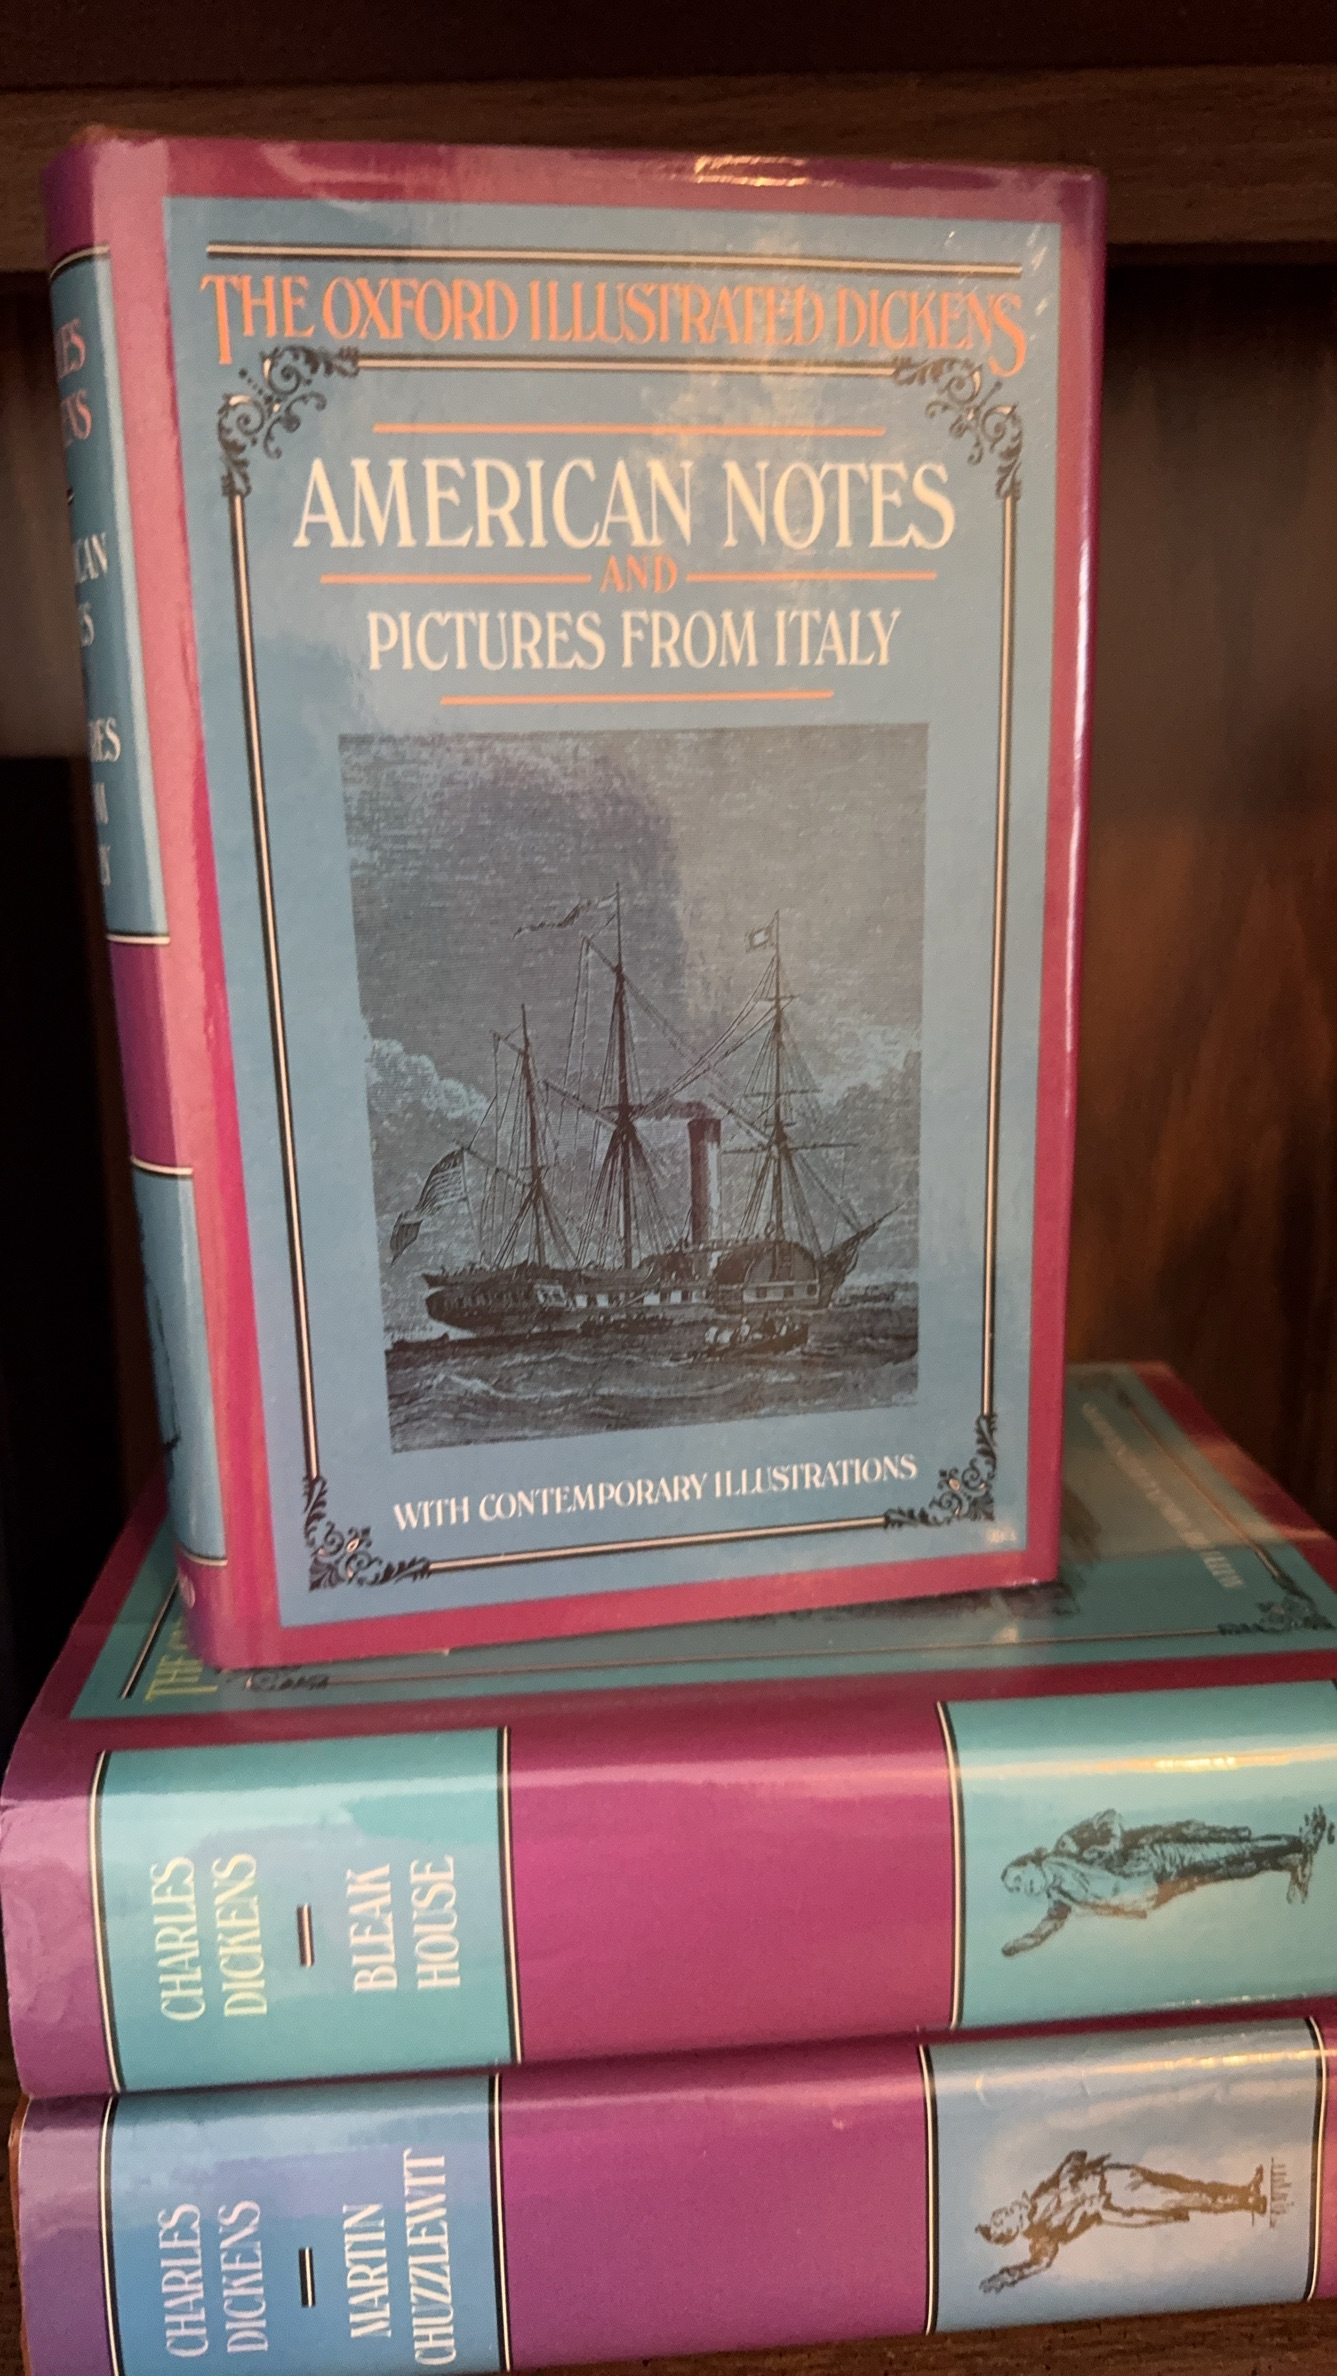 THE OXFORD ILLUSTRATED DICKENS
AMERICAN NOTES
AND
PICTURES FROM ITALY
WITH CONTEMPORARY ILLUSTRATIONS
CHARLES
DICKENS
BLEAK
HOUSE
CHARLES
DICKENS
MARTIN
CHUZZLEWIT